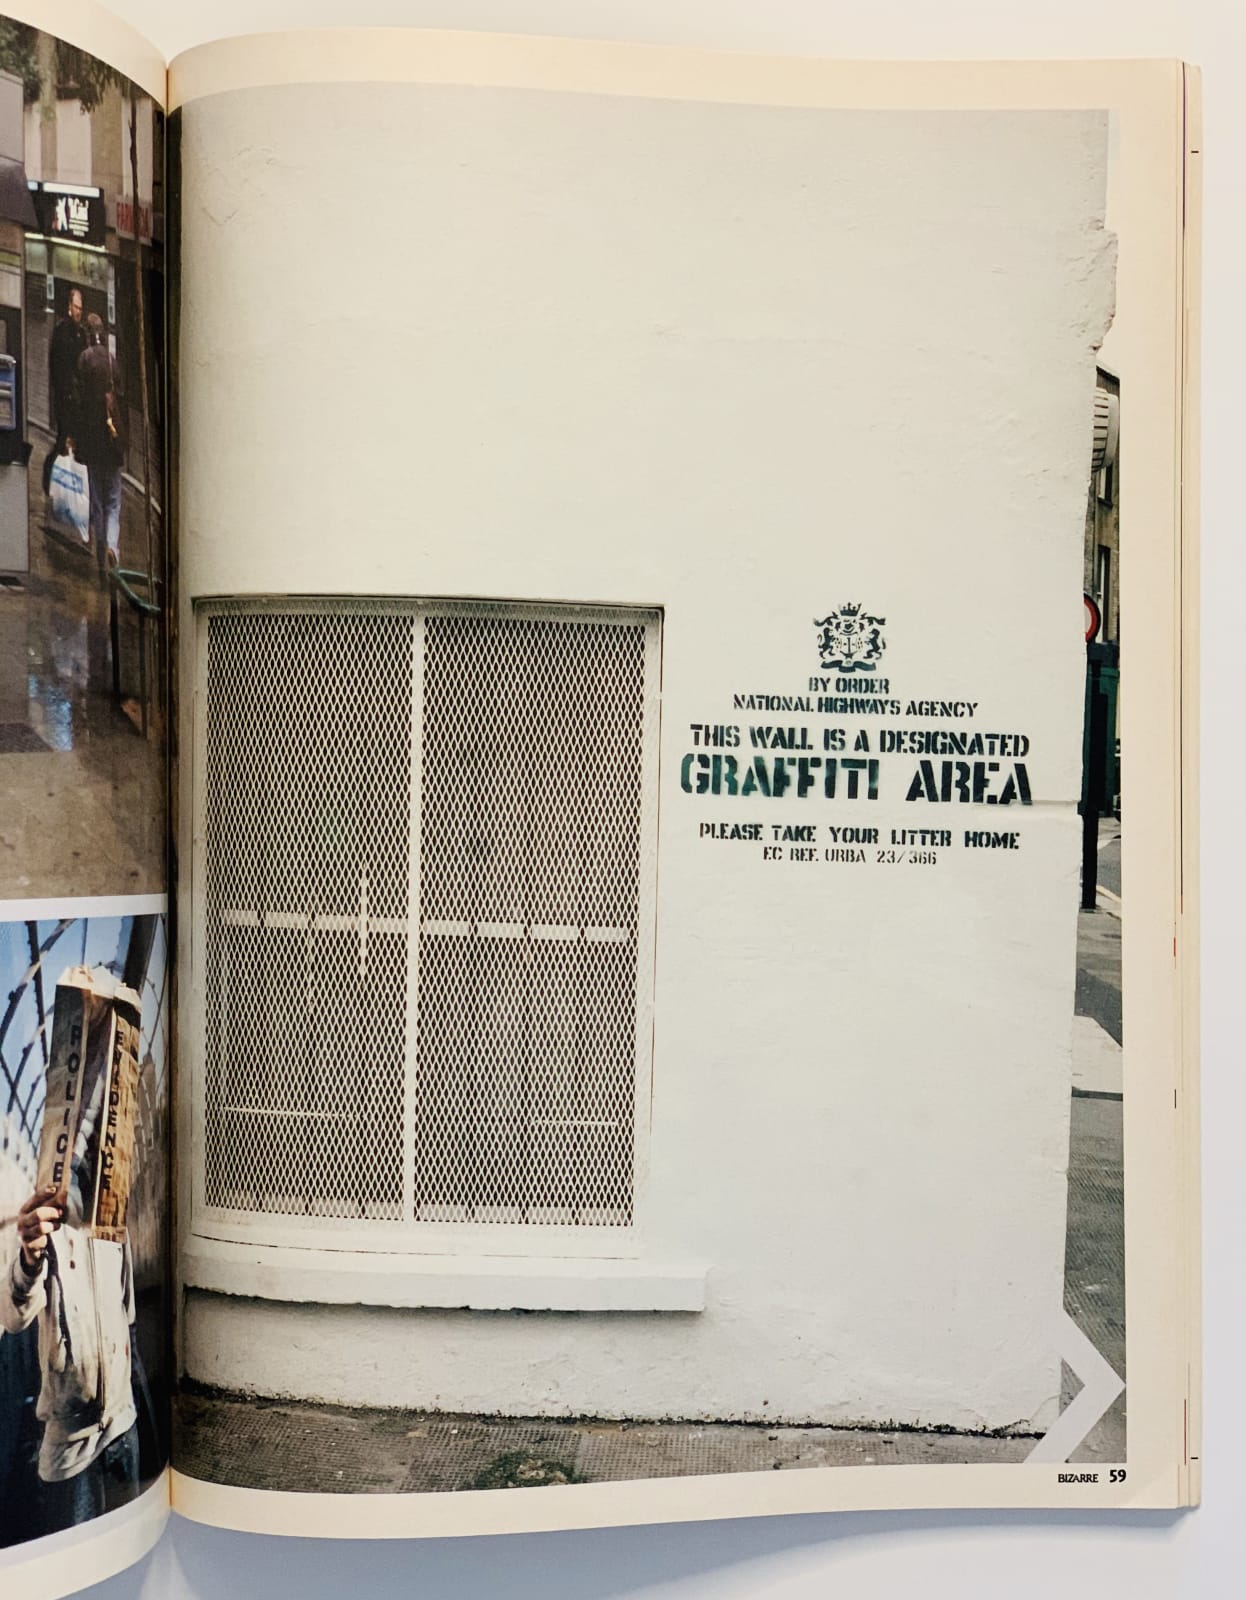 POLICE
EVIDENCE
BY ORDER
NATIONAL HIGHWAYS AGENCY
THIS WALL IS A DESIGNATED
GRAFFITI AREA
PLEASE TAKE YOUR LITTER HOME
EC REF. URBA 23/366
BIZARRE 59